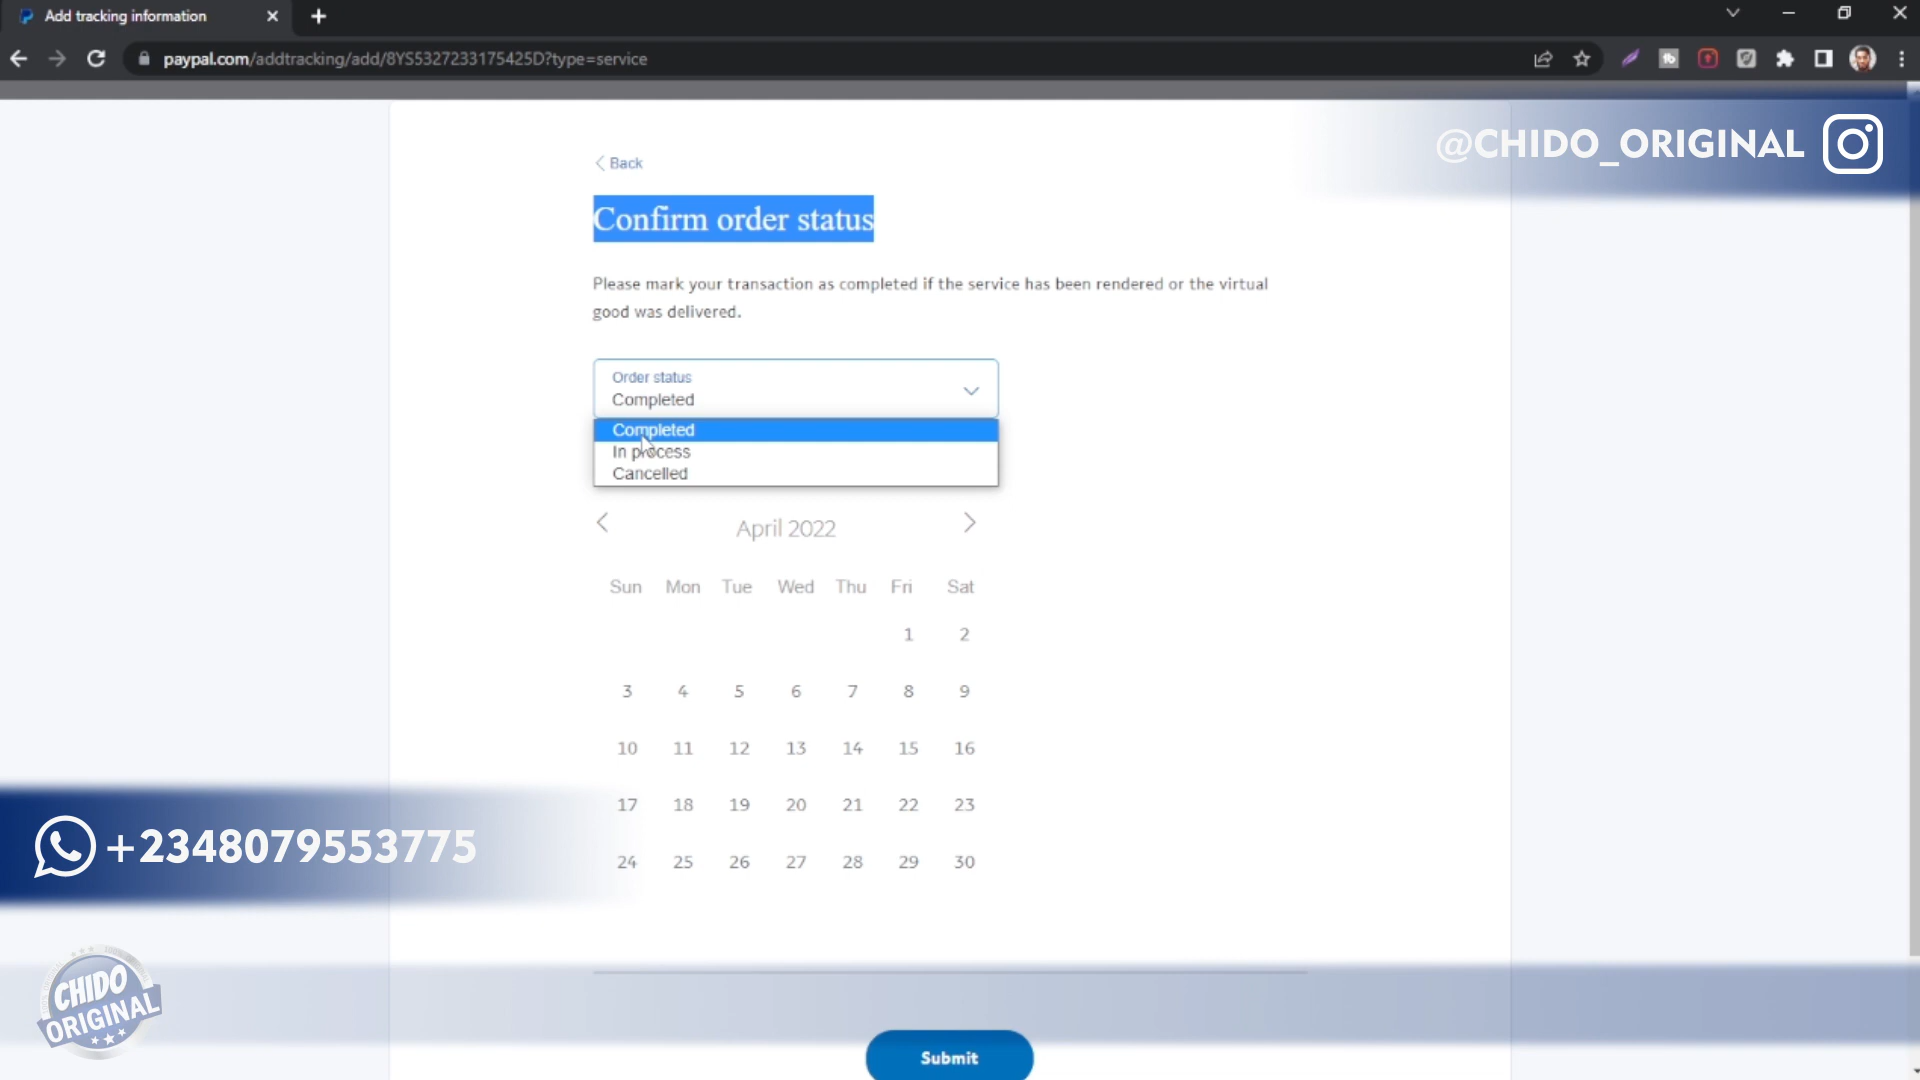 Add tracking information
paypal.com/addtracking/add/8YS5327233175425D?type=service
@CHIDO_ORIGINAL
Back
Confirm order status
Please mark your transaction as completed if the service has been rendered or the virtual
good was delivered.
Order status
Completed
Completed
In process
Cancelled
April 2022
Sun Mon Tue Wed Thu Fri Sat
1 2
3 4 5 6 7 8 9
10 11 12 13 14 15 16
17 18 19 20 21 22 23
+2348079553775
24 25 26 27 28 29 30
CHIDO
ORIGINAL
Submit